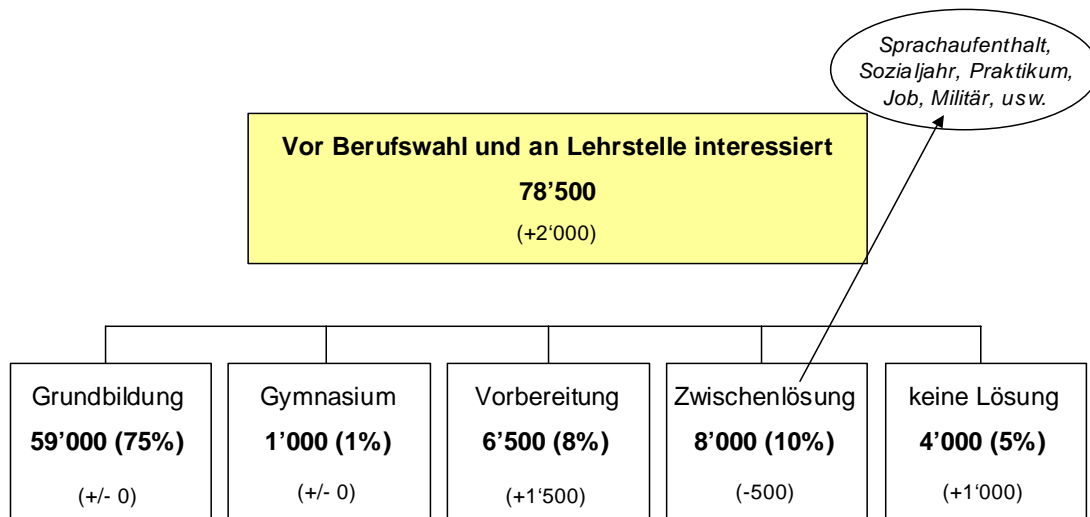 Sprachaufenthalt,
Sozialjahr, Praktikum,
Job, Militär, usw.
Vor Berufswahl und an Lehrstelle interessiert
78’500
(+2‘000)
Grundbildung
59’000 (75%)
(+/- 0)
Gymnasium
1’000 (1%)
(+/- 0)
Vorbereitung
6’500 (8%)
(+1‘500)
Zwischenlösung
8’000 (10%)
(-500)
keine Lösung
4’000 (5%)
(+1‘000)